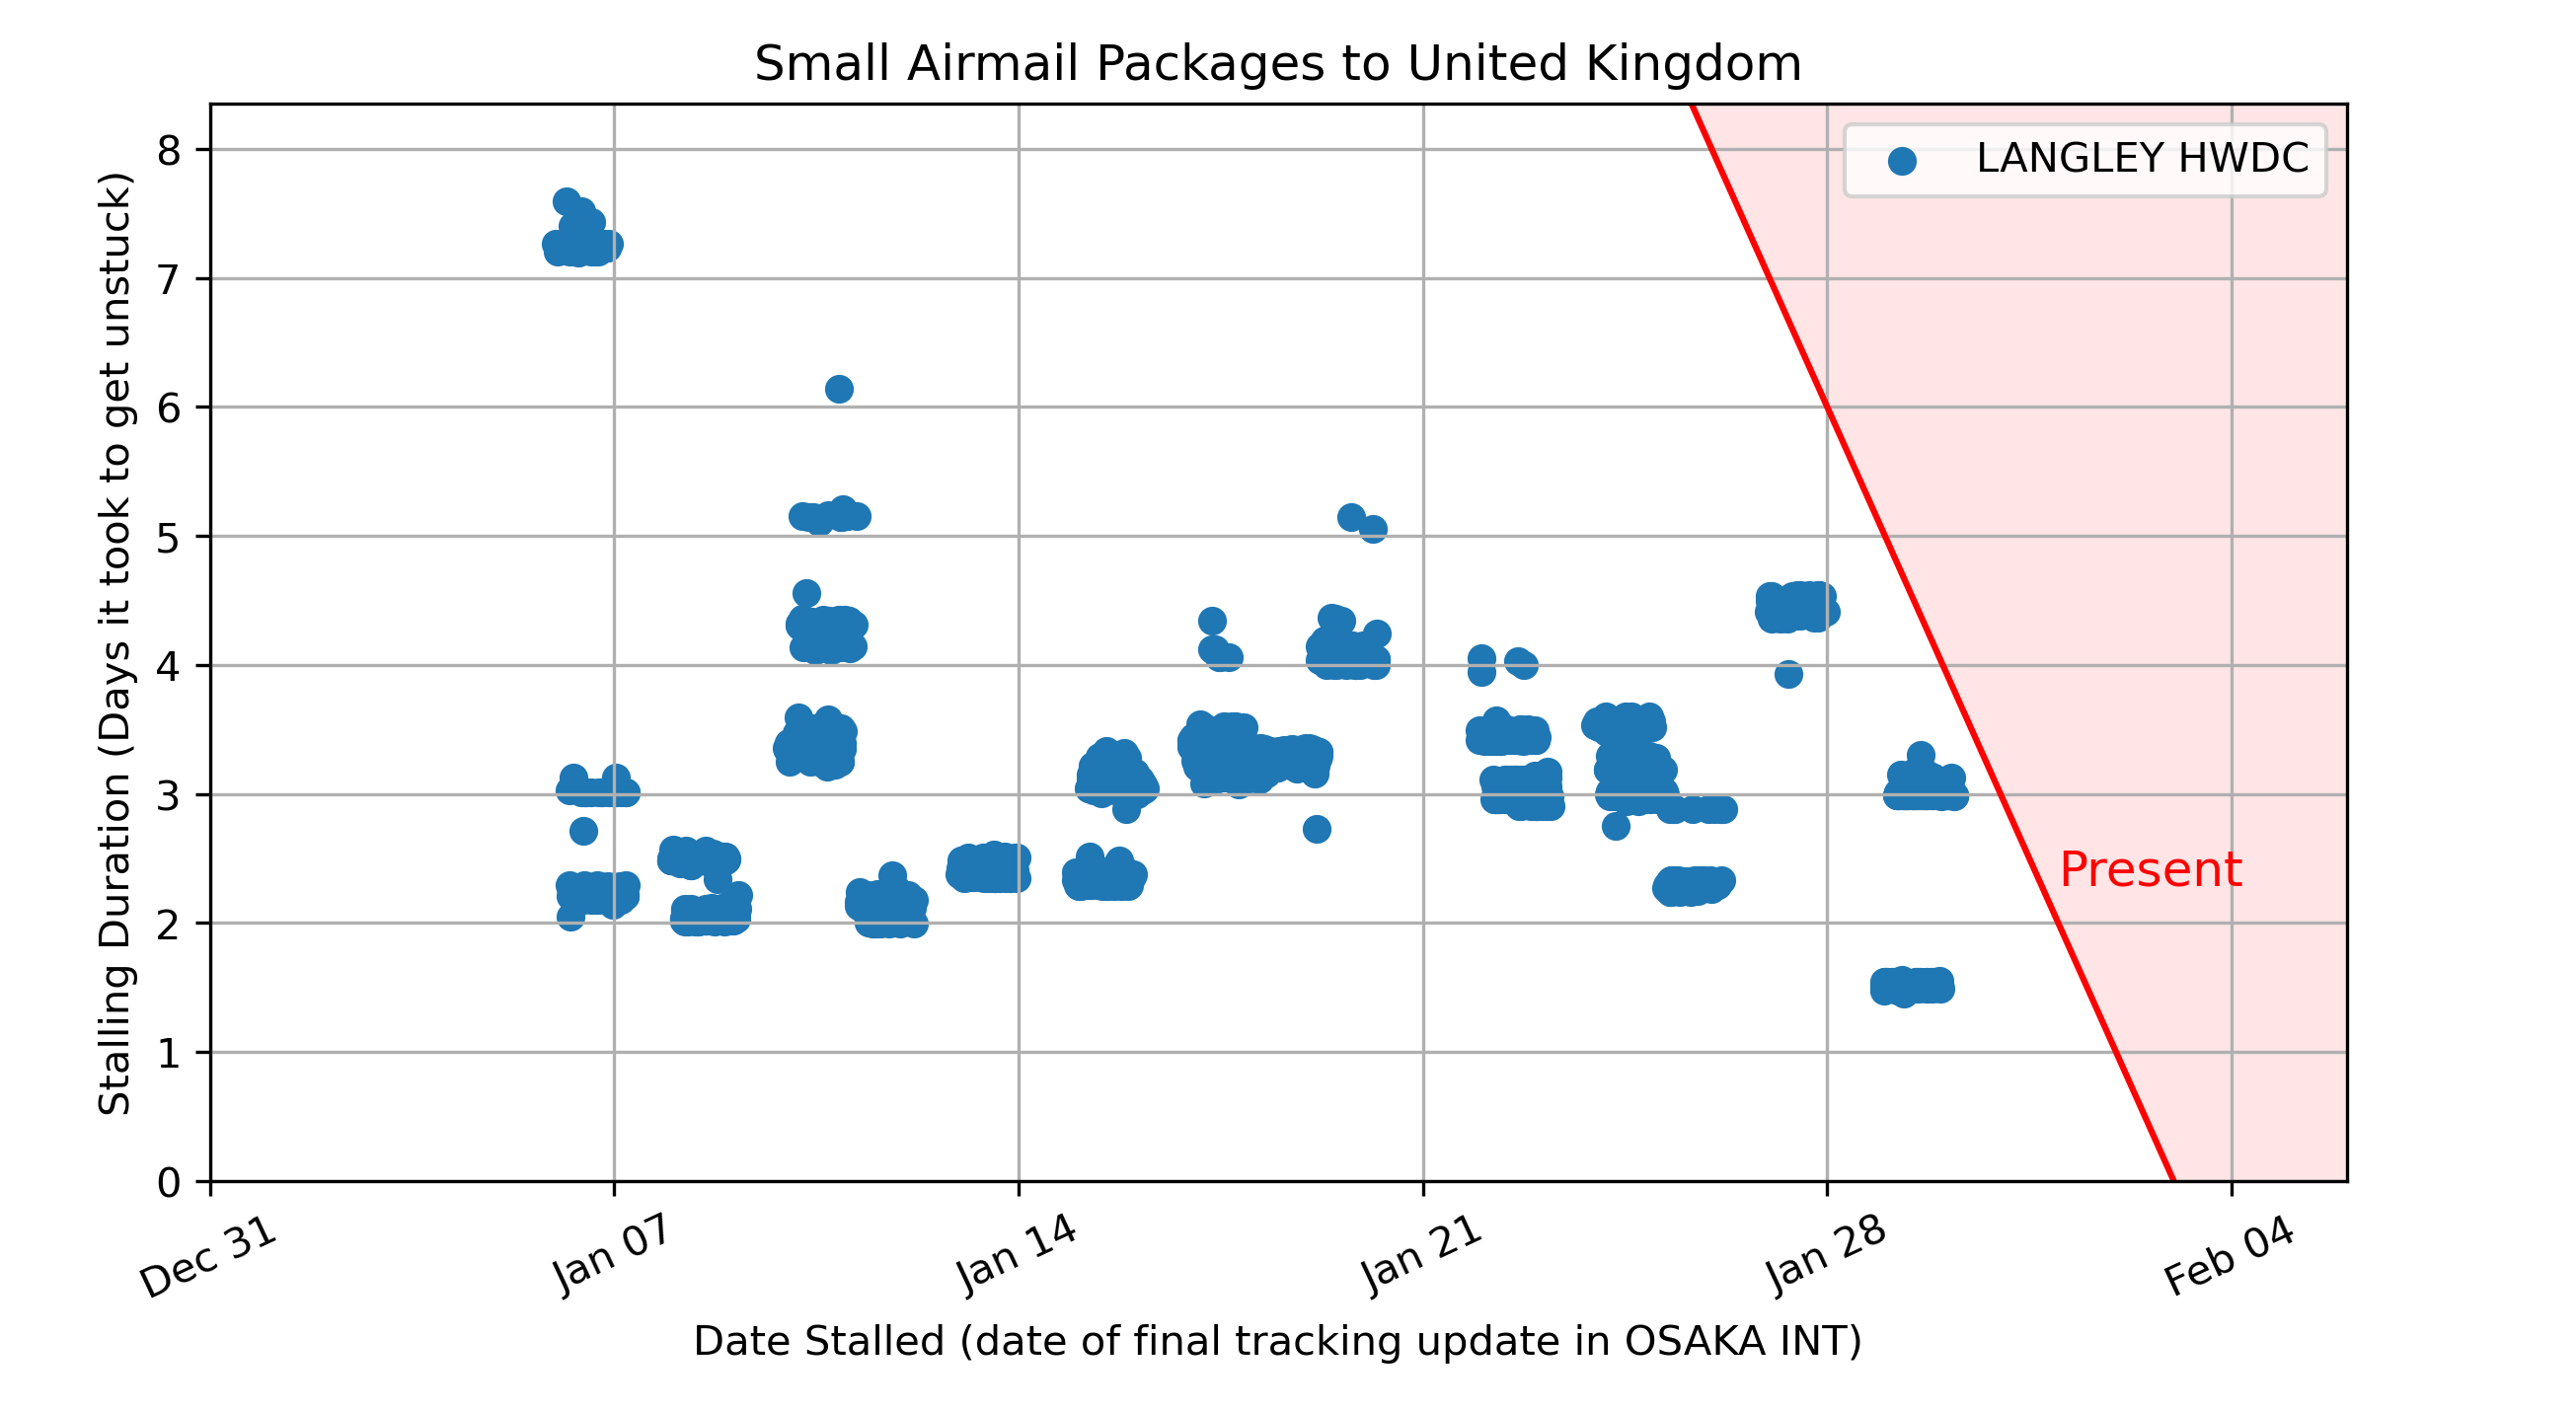 Small Airmail Packages to United Kingdom
Stalling Duration (Days it took to get unstuck)
8
7
6
5
4
3
2
1
0
LANGLEY HWDC
Present
Dec 31
Jan 07
Jan 14
Jan 21
Jan 28
Feb 04
Date Stalled (date of final tracking update in OSAKA INT)